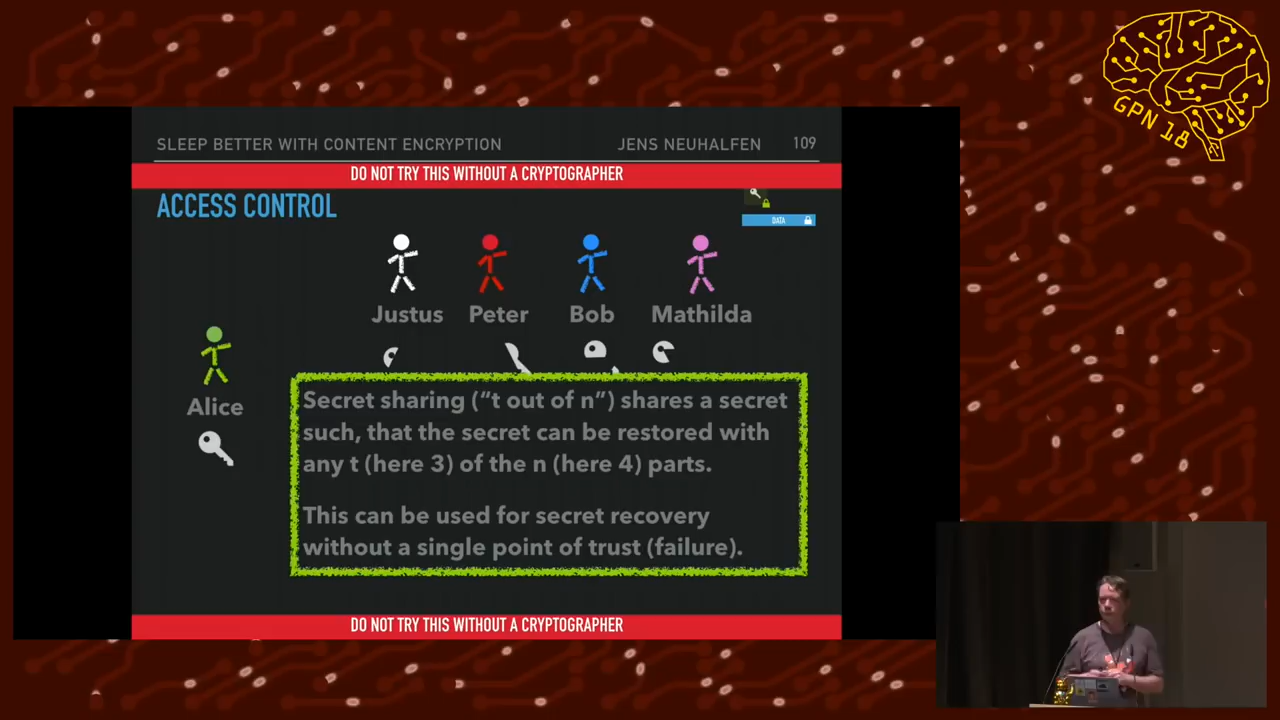 GPN 18
SLEEP BETTER WITH CONTENT ENCRYPTION JENS NEUHALFEN 109
DO NOT TRY THIS WITHOUT A CRYPTOGRAPHER
ACCESS CONTROL
DATA
Justus Peter Bob Mathilda
Alice
Secret sharing (“t out of n”) shares a secret
such, that the secret can be restored with
any t (here 3) of the n (here 4) parts.
This can be used for secret recovery
without a single point of trust (failure).
DO NOT TRY THIS WITHOUT A CRYPTOGRAPHER